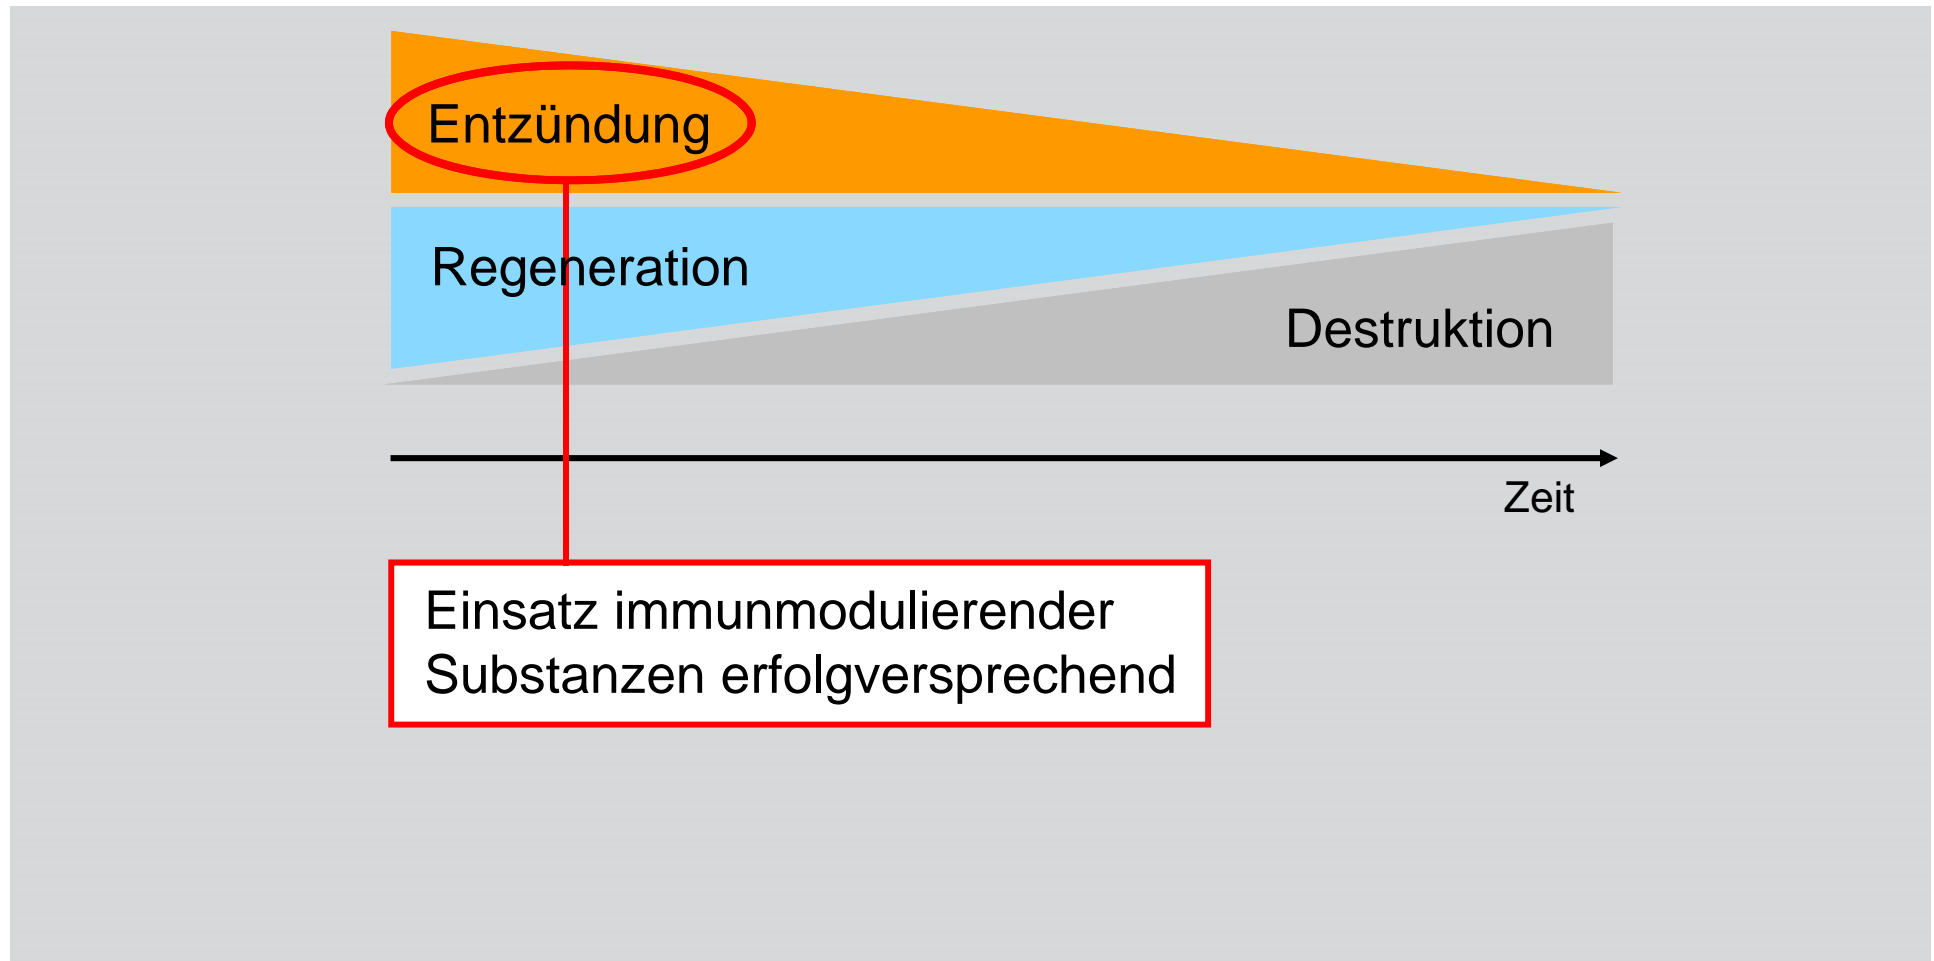 Entzündung
Regeneration
Destruktion
Zeit
Einsatz immunmodulierender
Substanzen erfolgversprechend